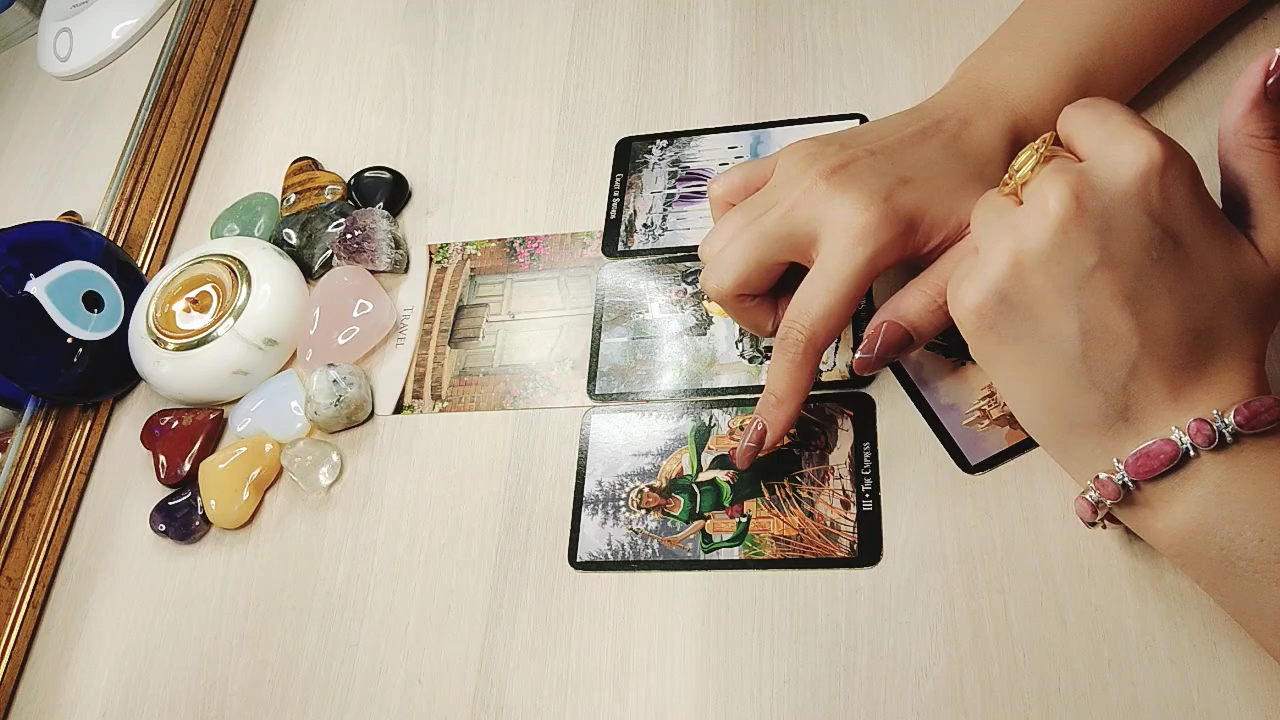 EIGHT OF SWORDS
TRAVEL
III • THE EMPRESS